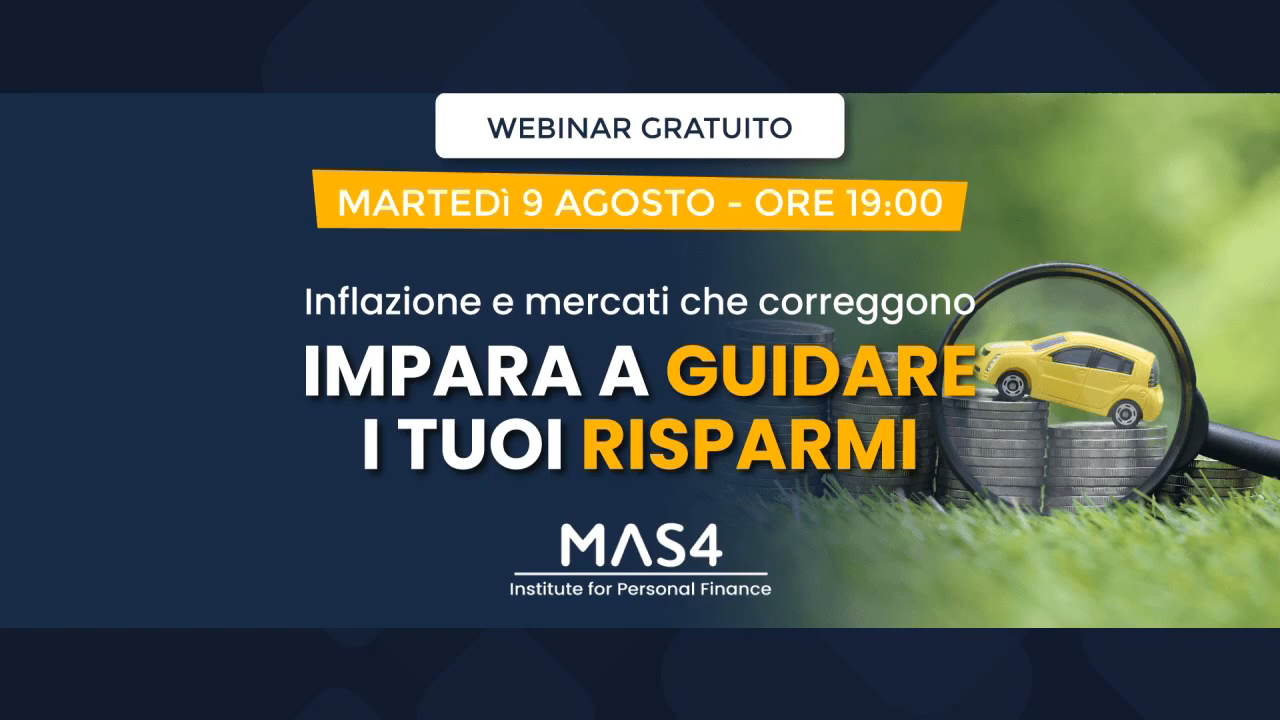 WEBINAR GRATUITO
MARTEDÌ 9 AGOSTO - ORE 19:00
Inflazione e mercati che correggono
IMPARA A GUIDARE
I TUOI RISPARMI
MAS4
Institute for Personal Finance